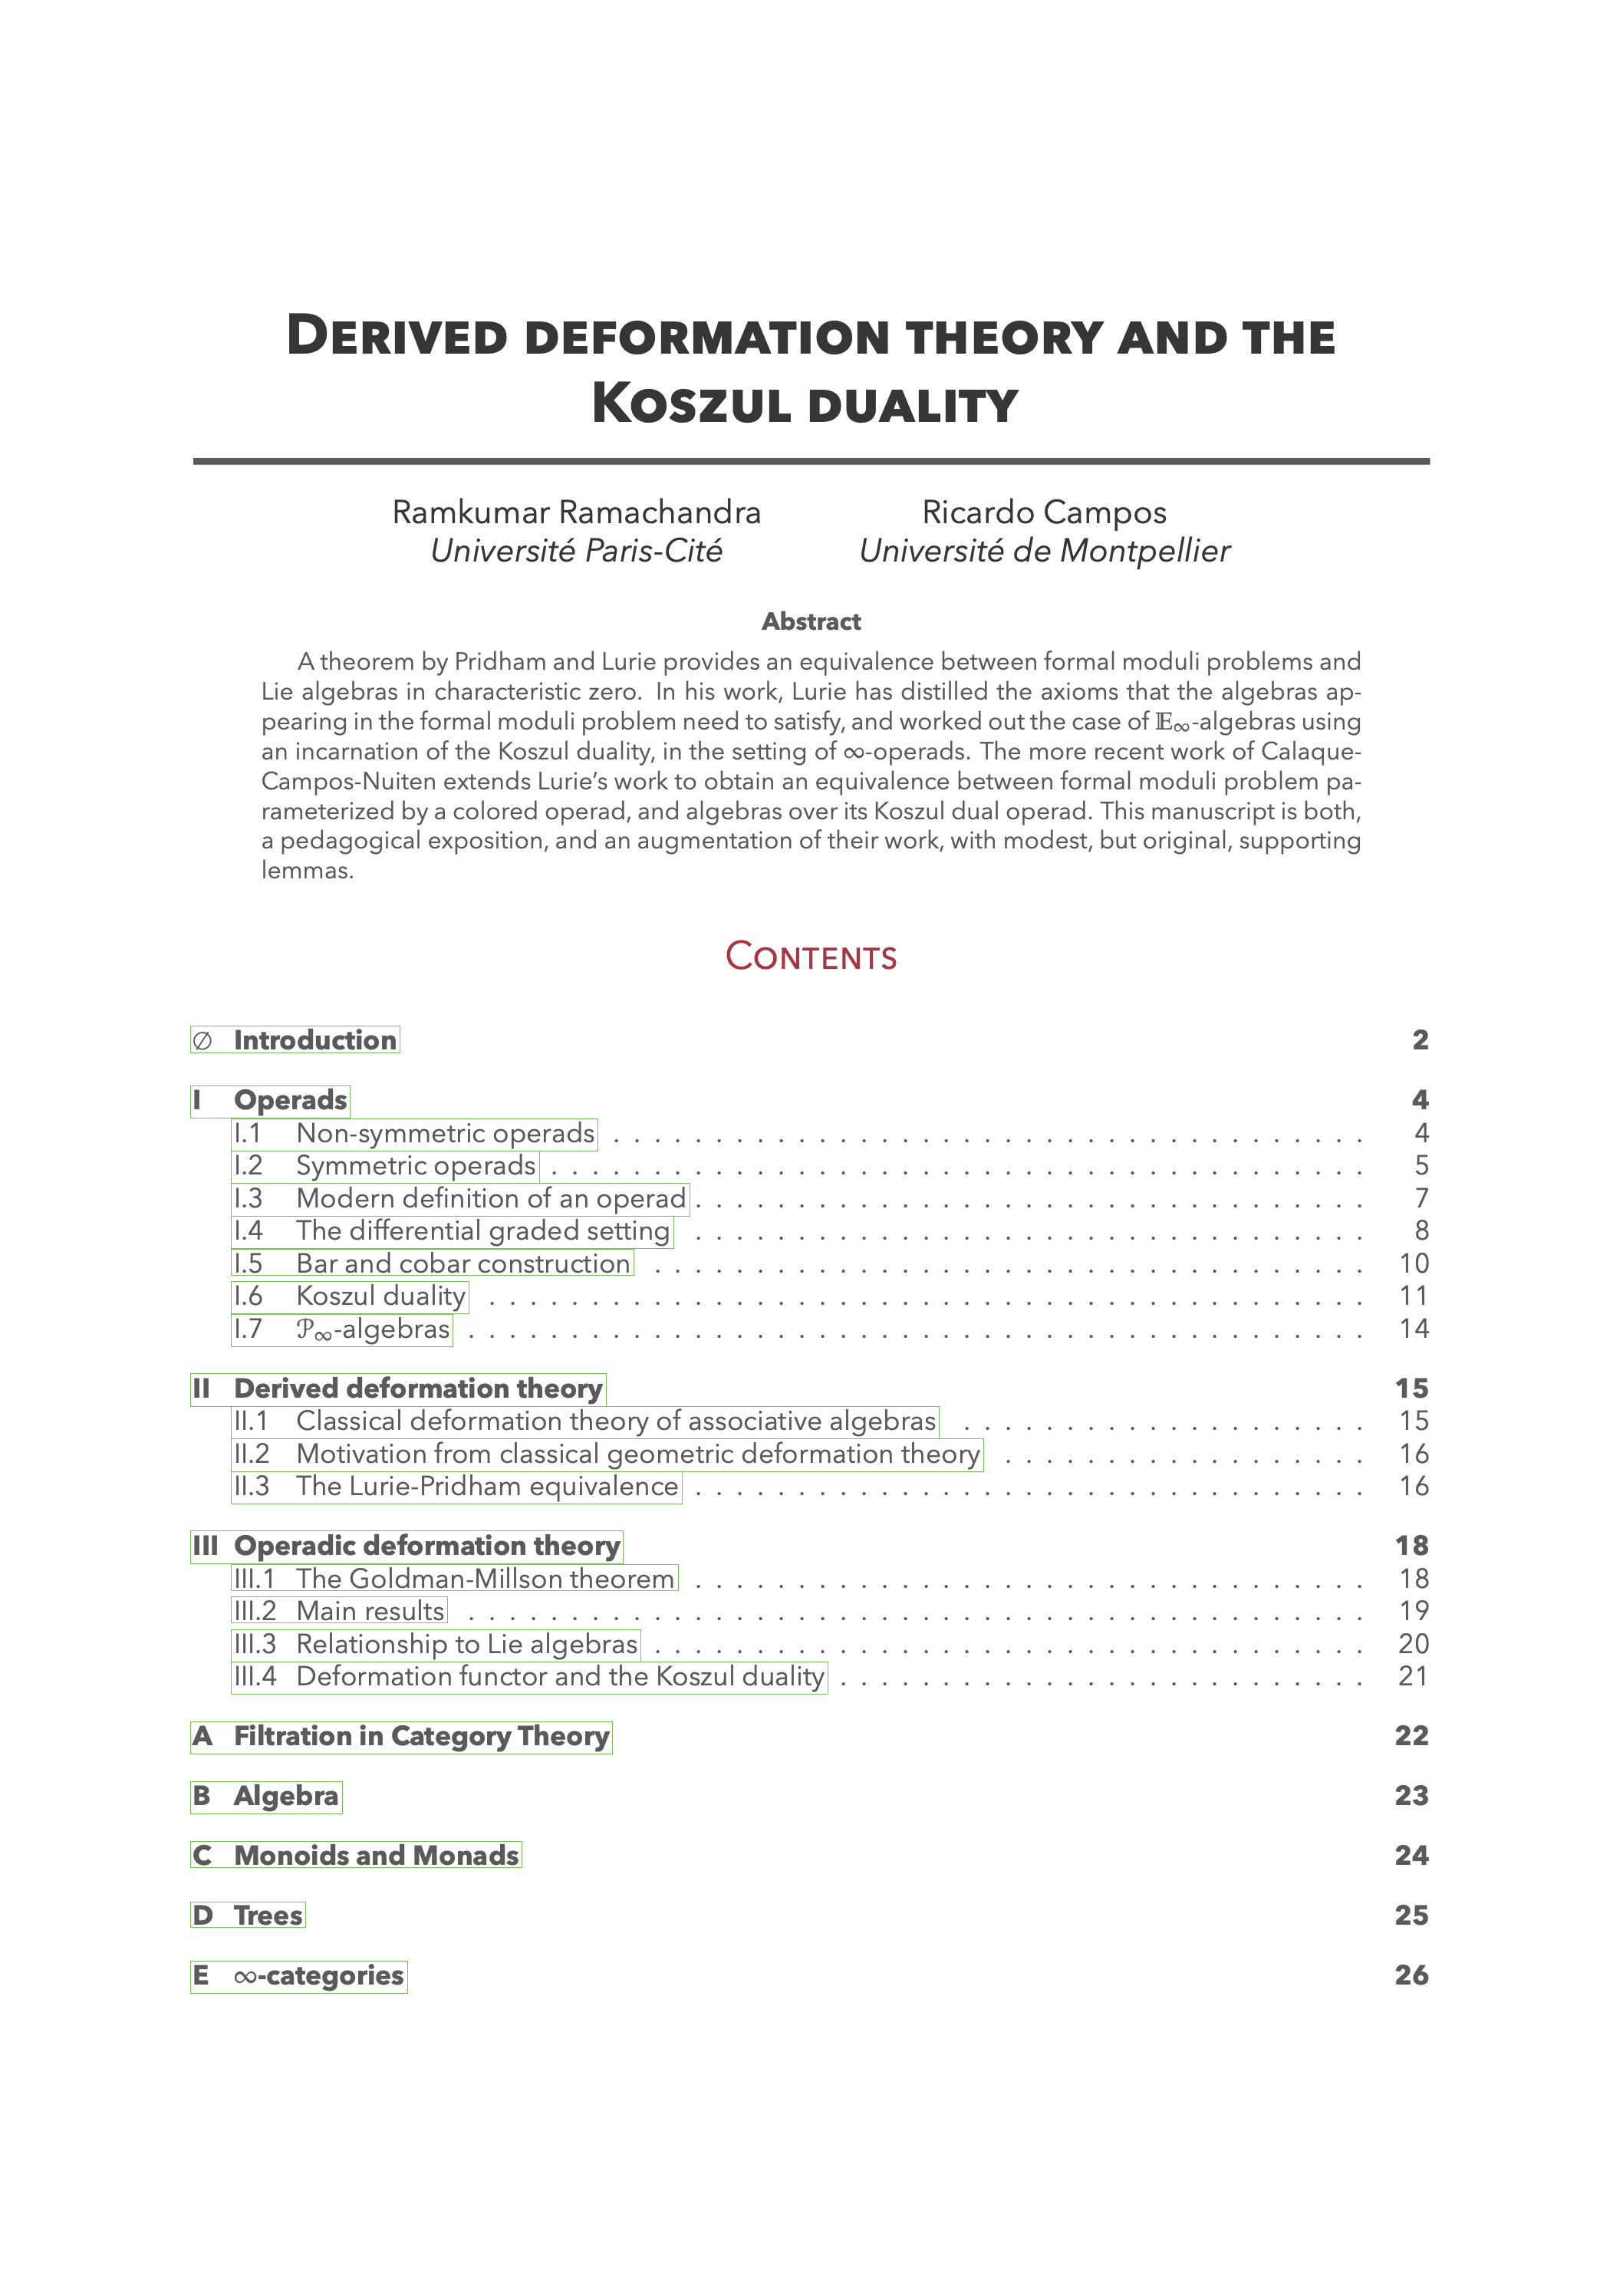 DERIVED DEFORMATION THEORY AND THE
KOSZUL DUALITY
Ramkumar Ramachandra Ricardo Campos
Université Paris-Cité Université de Montpellier
Abstract
A theorem by Pridham and Lurie provides an equivalence between formal moduli problems and
Lie algebras in characteristic zero. In his work, Lurie has distilled the axioms that the algebras ap-
pearing in the formal moduli problem need to satisfy, and worked out the case of 𝔼∞-algebras using
an incarnation of the Koszul duality, in the setting of ∞-operads. The more recent work of Calaque-
Campos-Nuiten extends Lurie’s work to obtain an equivalence between formal moduli problem pa-
rameterized by a colored operad, and algebras over its Koszul dual operad. This manuscript is both,
a pedagogical exposition, and an augmentation of their work, with modest, but original, supporting
lemmas.
CONTENTS
∅ Introduction 2
I Operads 4
I.1 Non-symmetric operads . . . . . . . . . . . . . . . . . . . . . . . . . . . . . . . . . . . . . 4
I.2 Symmetric operads . . . . . . . . . . . . . . . . . . . . . . . . . . . . . . . . . . . . . . . . 5
I.3 Modern definition of an operad . . . . . . . . . . . . . . . . . . . . . . . . . . . . . . . . . 7
I.4 The differential graded setting . . . . . . . . . . . . . . . . . . . . . . . . . . . . . . . . . 8
I.5 Bar and cobar construction . . . . . . . . . . . . . . . . . . . . . . . . . . . . . . . . . . . 10
I.6 Koszul duality . . . . . . . . . . . . . . . . . . . . . . . . . . . . . . . . . . . . . . . . . . . 11
I.7 𝒫∞-algebras . . . . . . . . . . . . . . . . . . . . . . . . . . . . . . . . . . . . . . . . . . . . 14
II Derived deformation theory 15
II.1 Classical deformation theory of associative algebras . . . . . . . . . . . . . . . . . . . . 15
II.2 Motivation from classical geometric deformation theory . . . . . . . . . . . . . . . . . . 16
II.3 The Lurie-Pridham equivalence . . . . . . . . . . . . . . . . . . . . . . . . . . . . . . . . . 16
III Operadic deformation theory 18
III.1 The Goldman-Millson theorem . . . . . . . . . . . . . . . . . . . . . . . . . . . . . . . . . 18
III.2 Main results . . . . . . . . . . . . . . . . . . . . . . . . . . . . . . . . . . . . . . . . . . . . 19
III.3 Relationship to Lie algebras . . . . . . . . . . . . . . . . . . . . . . . . . . . . . . . . . . . 20
III.4 Deformation functor and the Koszul duality . . . . . . . . . . . . . . . . . . . . . . . . . . 21
A Filtration in Category Theory 22
B Algebra 23
C Monoids and Monads 24
D Trees 25
E ∞-categories 26